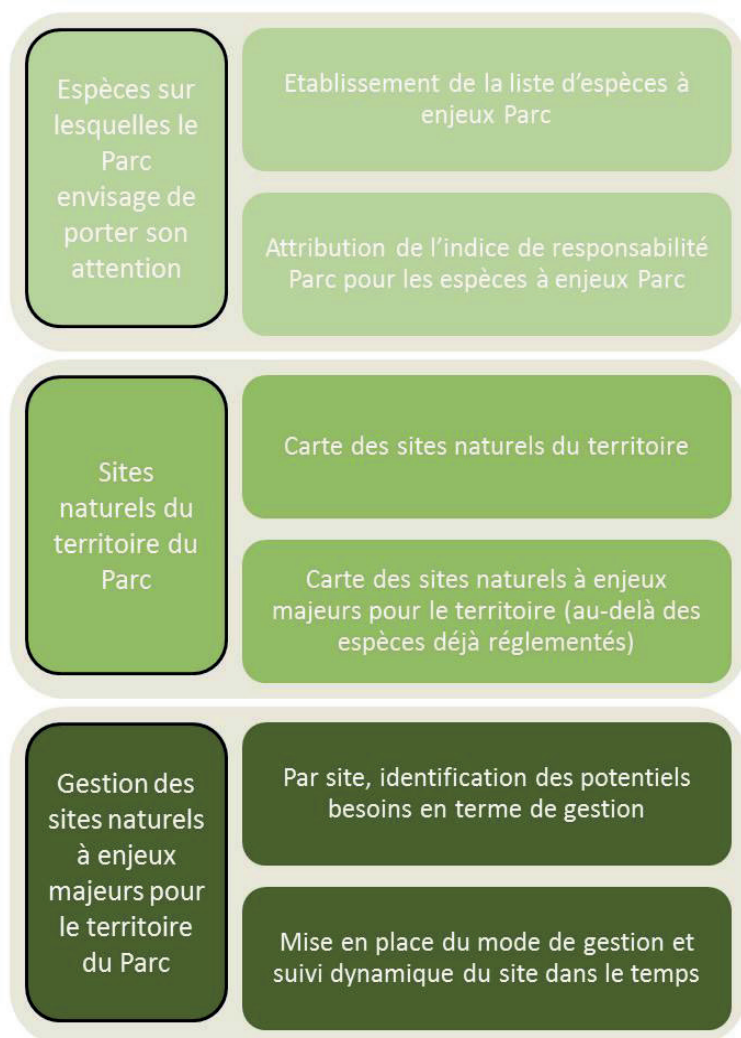 Espèces sur
lesquelles le
Parc
envisage de
porter son
attention
Etablissement de la liste d'espèces à
enjeux Parc
Attribution de l'indice de responsabilité
Parc pour les espèces à enjeux Parc
Sites
naturels du
territoire du
Parc
Carte des sites naturels du territoire
Carte des sites naturels à enjeux
majeurs pour le territoire (au-delà des
espèces déjà réglementés)
Gestion des
sites naturels
à enjeux
majeurs pour
le territoire
du Parc
Par site, identification des potentiels
besoins en terme de gestion
Mise en place du mode de gestion et
suivi dynamique du site dans le temps